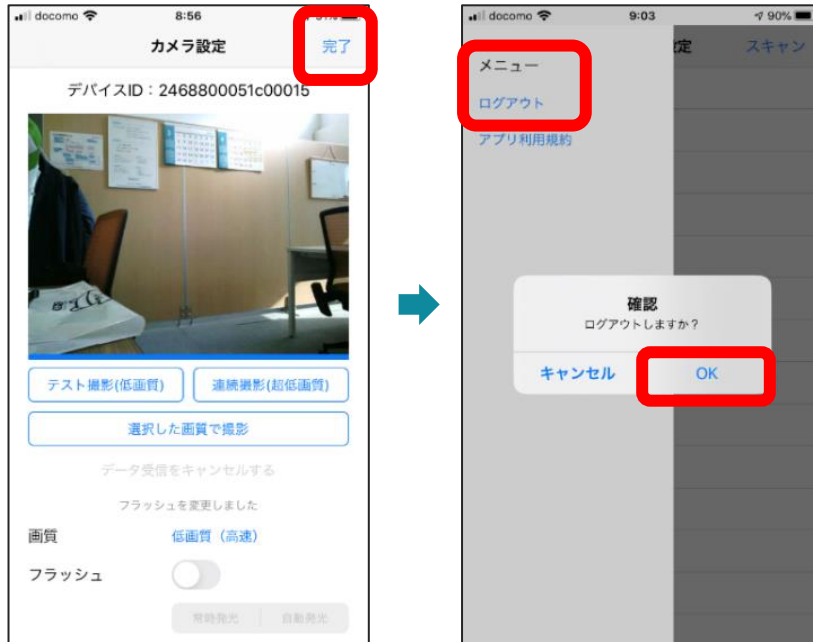 docomo
8:56
カメラ設定
完了
デバイスID：2468800051c00015
テスト撮影(低画質)
連続撮影(超低画質)
選択した画質で撮影
データ受信をキャンセルする
フラッシュを変更しました
画質
低画質（高速）
フラッシュ
常時発光
自動発光
docomo
9:03
90%
メニュー
定
スキャン
ログアウト
アプリ利用規約
確認
ログアウトしますか？
キャンセル
OK